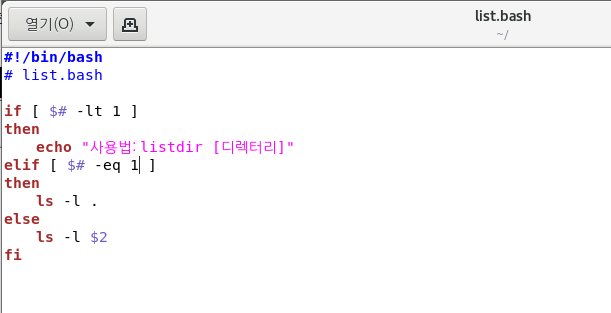 열기(O)
list.bash
~/
#!/bin/bash
# list.bash
if [ $# -lt 1 ]
then
echo "사용법: listdir [디렉터리]"
elif [ $# -eq 1 ]
then
ls -l .
else
ls -l $2
fi